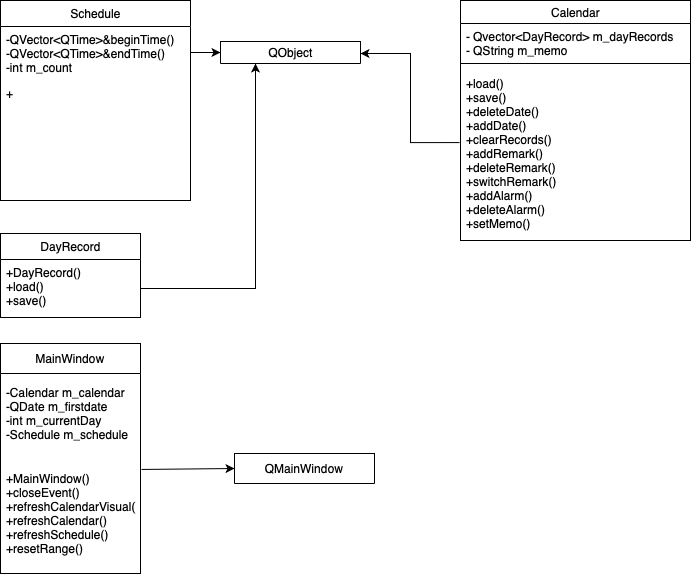 Schedule
-QVector<QTime>&beginTime()
-QVector<QTime>&endTime()
-int m_count
+
QObject
Calendar
- Qvector<DayRecord> m_dayRecords
- QString m_memo
+load()
+save()
+deleteDate()
+addDate()
+clearRecords()
+addRemark()
+deleteRemark()
+switchRemark()
+addAlarm()
+deleteAlarm()
+setMemo()
DayRecord
+DayRecord()
+load()
+save()
MainWindow
-Calendar m_calendar
-QDate m_firstdate
-int m_currentDay
-Schedule m_schedule
+MainWindow()
+closeEvent()
+refreshCalendarVisual(
+refreshCalendar()
+refreshSchedule()
+resetRange()
QMainWindow